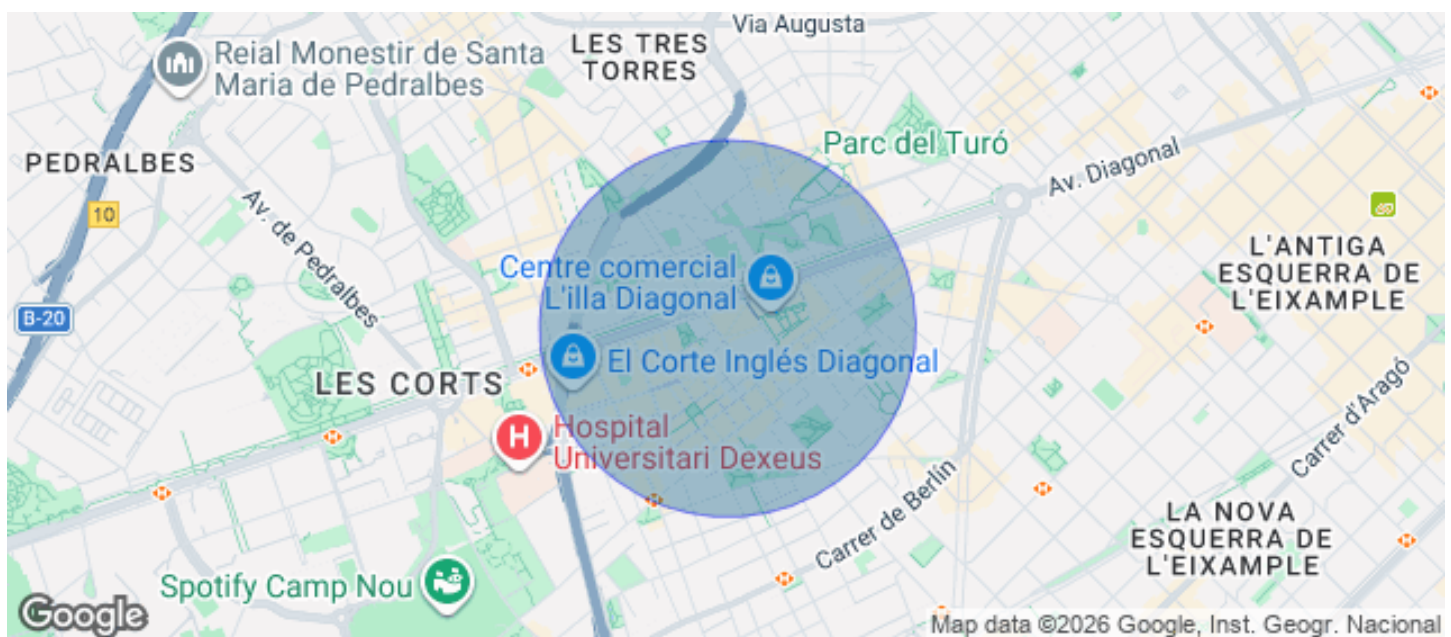 Via Augusta
Reial Monestir de Santa
Maria de Pedralbes
LES TRES
TORRES
Parc del Turó
PEDRALBES
Av. Diagonal
10
Av. de Pedralbes
L'ANTIGA
ESQUERRA DE
L'EIXAMPLE
Centre comercial
L'illa Diagonal
B-20
El Corte Inglés Diagonal
LES CORTS
Carrer d'Aragó
Hospital
Universitari Dexeus
H
Carrer de Berlín
LA NOVA
ESQUERRA DE
L'EIXAMPLE
Spotify Camp Nou
Google
Map data ©2026 Google, Inst. Geogr. Nacional